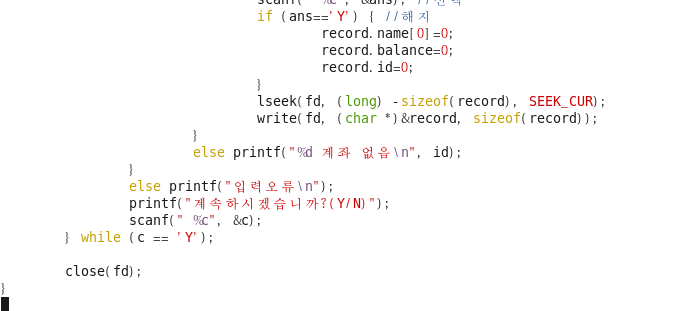 scanf(" %c", &ans); //선택
if (ans=='Y') { //해지
record.name[0]=0;
record.balance=0;
record.id=0;
}
lseek(fd, (long) -sizeof(record), SEEK_CUR);
write(fd, (char *)&record, sizeof(record));
}
else printf("%d 계좌 없음\n", id);
}
else printf("입력오류\n");
printf("계속하시겠습니까?(Y/N)");
scanf(" %c", &c);
} while (c == 'Y');
close(fd);
}